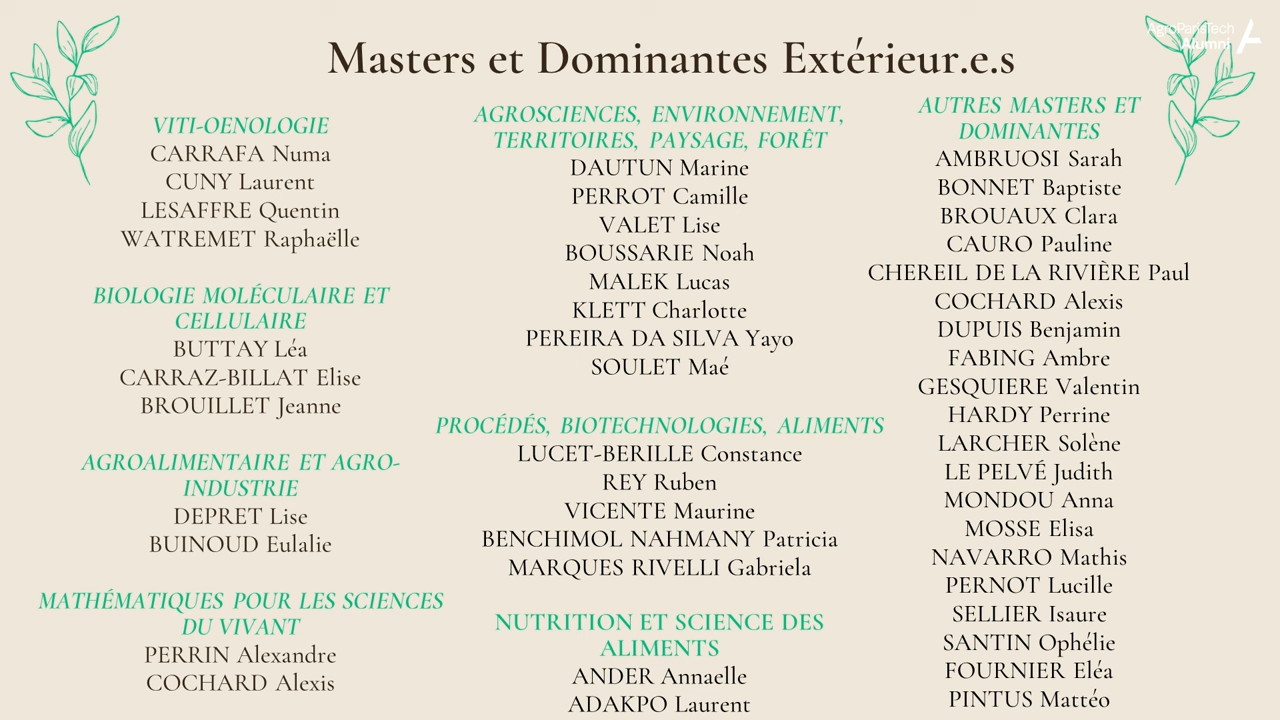 AgroParisTech
Alumni
Masters et Dominantes Extérieur.e.s
VITI-OENOLOGIE
CARRAFA Numa
CUNY Laurent
LESAFFRE Quentin
WATREMET Raphaëlle
BIOLOGIE MOLÉCULAIRE ET
CELLULAIRE
BUTTAY Léa
CARRAZ-BILLAT Elise
BROUILLET Jeanne
AGROALIMENTAIRE ET AGRO-
INDUSTRIE
DEPRET Lise
BUINOUD Eulalie
MATHÉMATIQUES POUR LES SCIENCES
DU VIVANT
PERRIN Alexandre
COCHARD Alexis
AGROSCIENCES, ENVIRONNEMENT,
TERRITOIRES, PAYSAGE, FORÊT
DAUTUN Marine
PERROT Camille
VALET Lise
BOUSSARIE Noah
MALEK Lucas
KLETT Charlotte
PEREIRA DA SILVA Yayo
SOULET Maé
PROCÉDÉS, BIOTECHNOLOGIES, ALIMENTS
LUCET-BERILLE Constance
REY Ruben
VICENTE Maurine
BENCHIMOL NAHMANY Patricia
MARQUES RIVELLI Gabriela
NUTRITION ET SCIENCE DES
ALIMENTS
ANDER Annaelle
ADAKPO Laurent
AUTRES MASTERS ET
DOMINANTES
AMBRUOSI Sarah
BONNET Baptiste
BROUAUX Clara
CAURO Pauline
CHEREIL DE LA RIVIÈRE Paul
COCHARD Alexis
DUPUIS Benjamin
FABING Ambre
GESQUIERE Valentin
HARDY Perrine
LARCHER Solène
LE PELVÉ Judith
MONDOU Anna
MOSSE Elisa
NAVARRO Mathis
PERNOT Lucille
SELLIER Isaure
SANTIN Ophélie
FOURNIER Eléa
PINTUS Mattéo